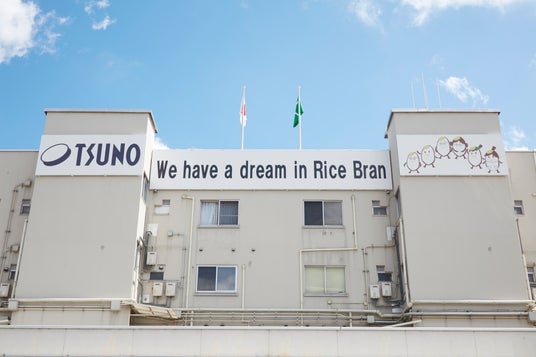 TSUNO
We have a dream in Rice Bran